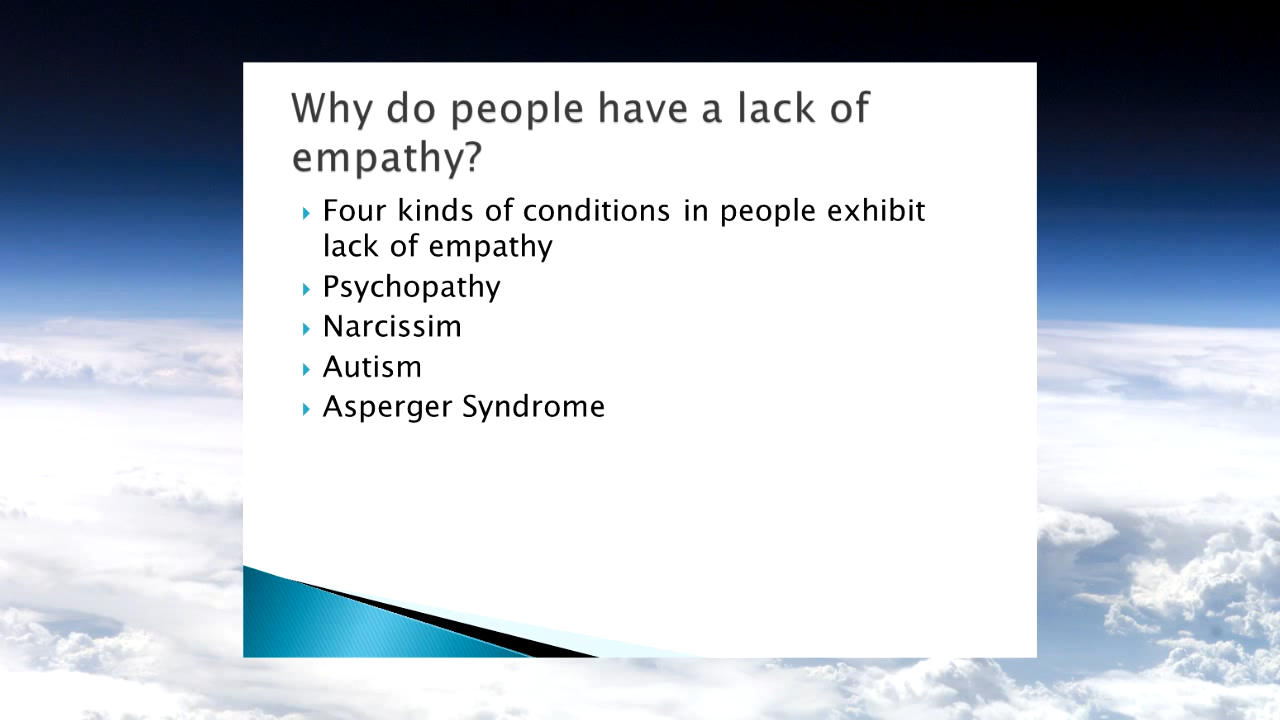 Why do people have a lack of
empathy?
Four kinds of conditions in people exhibit
lack of empathy
Psychopathy
Narcissim
Autism
Asperger Syndrome